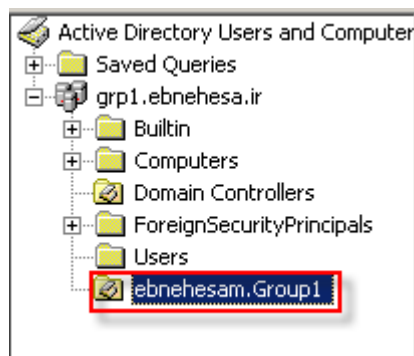 Active Directory Users and Computer
Saved Queries
grp1.ebnehesa.ir
Builtin
Computers
Domain Controllers
ForeignSecurityPrincipals
Users
ebnehesam.Group1